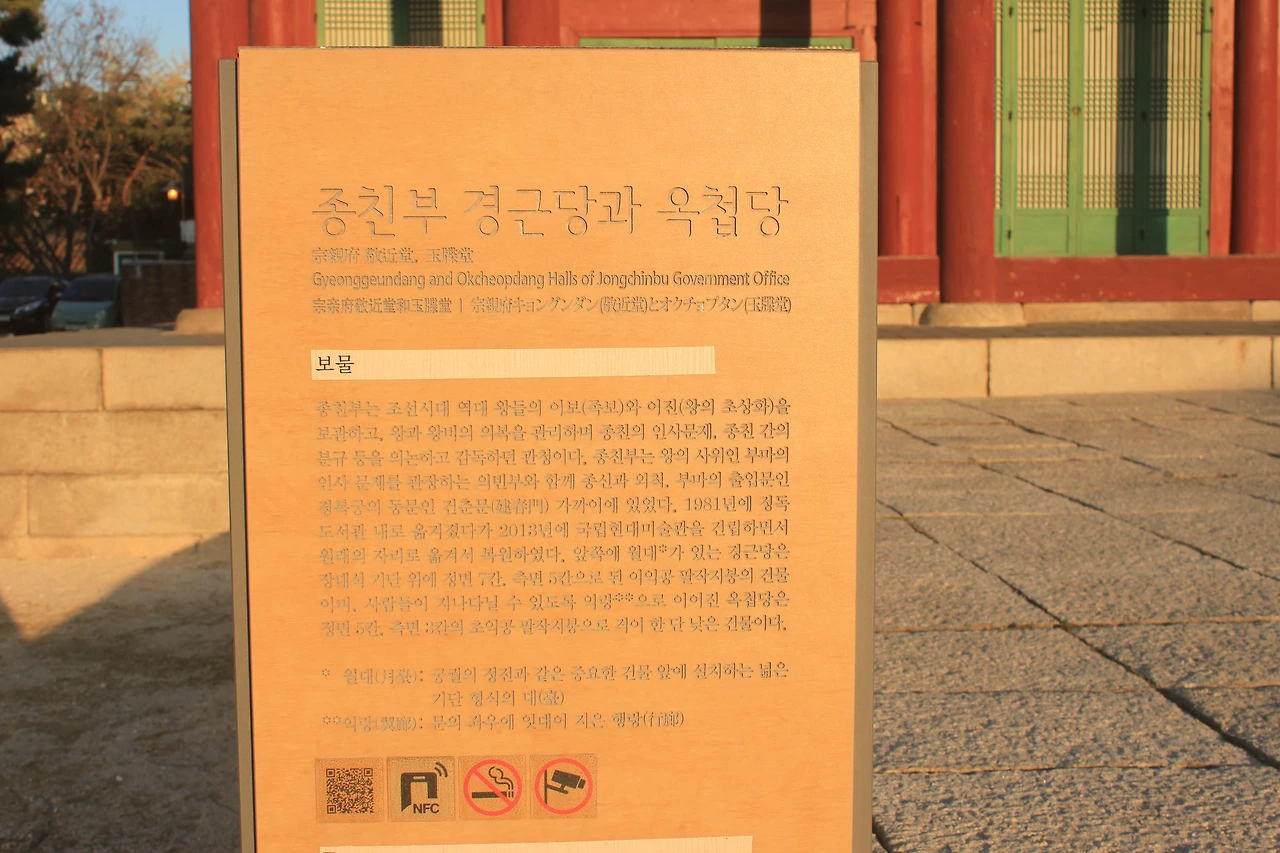 종친부 경근당과 옥첩당
宗親府 敬近堂, 玉牒堂
Gyeonggeundang and Okcheopdang Halls of Jongchinbu Government Office
宗亲府敬近堂和玉牒堂 | 宗親府キョングンダン(敬近堂)とオクチョプタン(玉牒堂)
보물
종친부는 조선시대 역대 왕들의 어보(족보)와 어진(왕의 초상화)을
보관하고, 왕과 왕비의 의복을 관리하며 종친의 인사문제, 종친 간의
분규 등을 의논하고 감독하던 관청이다. 종친부는 왕의 사위인 부마의
인사 문제를 관장하는 의빈부와 함께 종신과 외척, 부마의 출입문인
경복궁의 동문인 건춘문(建春門) 가까이에 있었다. 1981년에 정독
도서관 내로 옮겨졌다가 2013년에 국립현대미술관을 건립하면서
원래의 자리로 옮겨서 복원하였다. 앞쪽에 월대*가 있는 경근당은
장대석 기단 위에 정면 7칸, 측면 5칸으로 된 이익공 팔작지붕의 건물
이며, 사람들이 지나다닐 수 있도록 익랑**으로 이어진 옥첩당은
정면 5칸, 측면 3칸의 초익공 팔작지붕으로 격이 한 단 낮은 건물이다.
* 월대(月臺): 궁궐의 정전과 같은 중요한 건물 앞에 설치하는 넓은
기단 형식의 대(臺)
**익랑(翼廊): 문의 좌우에 잇대어 지은 행랑(行廊)
NFC